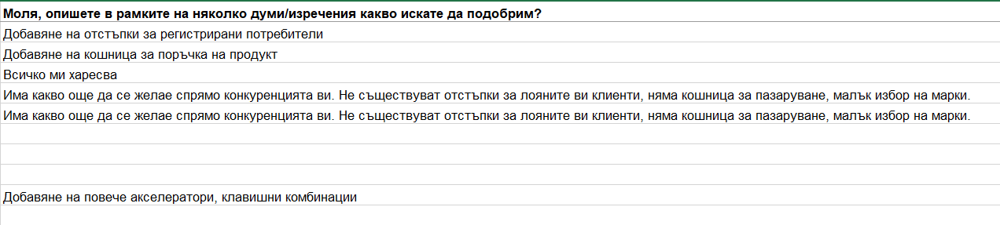 Моля, опишете в рамките на няколко думи/изречения какво искате да подобрим?
Добавяне на отстъпки за регистрирани потребители
Добавяне на кошница за поръчка на продукт
Всичко ми харесва
Има какво още да се желае спрямо конкуренцията ви. Не съществуват отстъпки за лояните ви клиенти, няма кошница за пазаруване, малък избор на марки.
Има какво още да се желае спрямо конкуренцията ви. Не съществуват отстъпки за лояните ви клиенти, няма кошница за пазаруване, малък избор на марки.
Добавяне на повече акселератори, клавишни комбинации